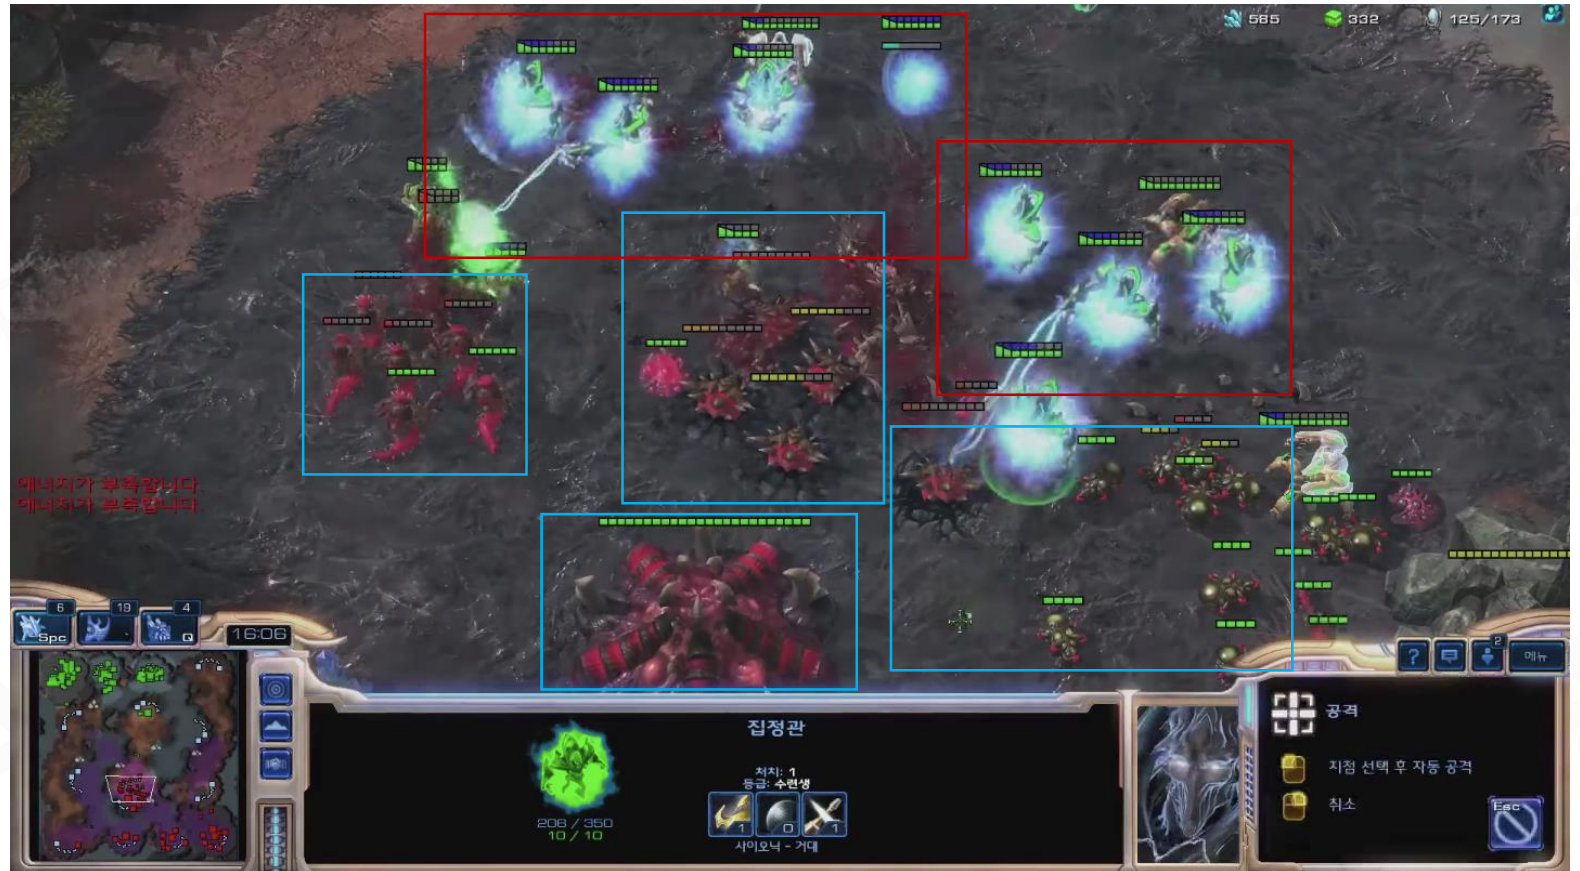 585 332 125/173
에너지가 부족합니다
에너지가 부족합니다
6 19 4
Spc Q
16:06
2
? 메뉴
집정관
처치: 1
등급: 수련생
1 0 1
206 / 350
10 / 10
사이오닉 - 거대
공격
지점 선택 후 자동 공격
취소
Esc